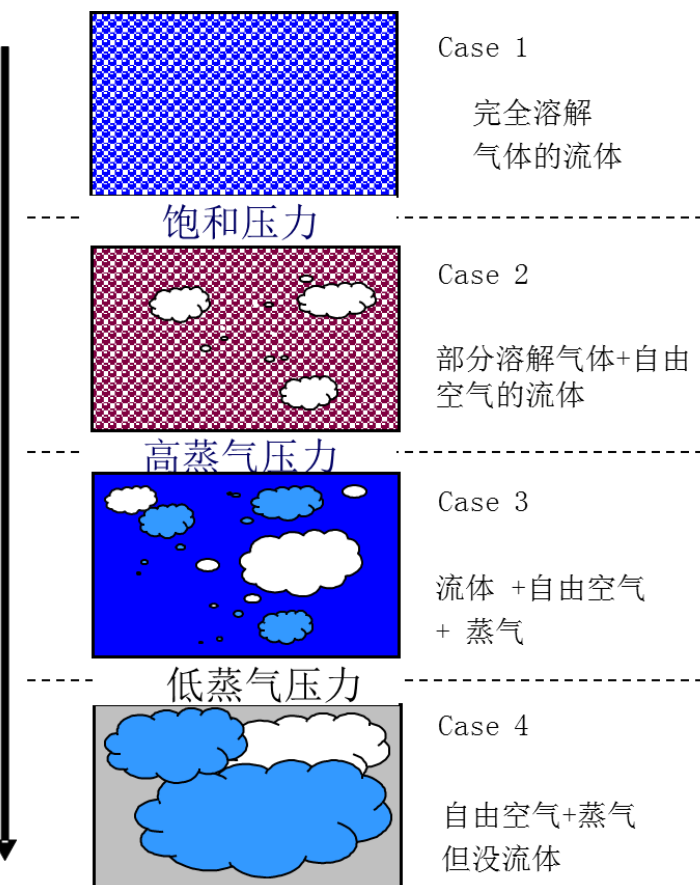 Case 1
完全溶解
气体的流体
饱和压力
Case 2
部分溶解气体+自由
空气的流体
高蒸气压力
Case 3
流体 +自由空气
+ 蒸气
低蒸气压力
Case 4
自由空气+蒸气
但没流体